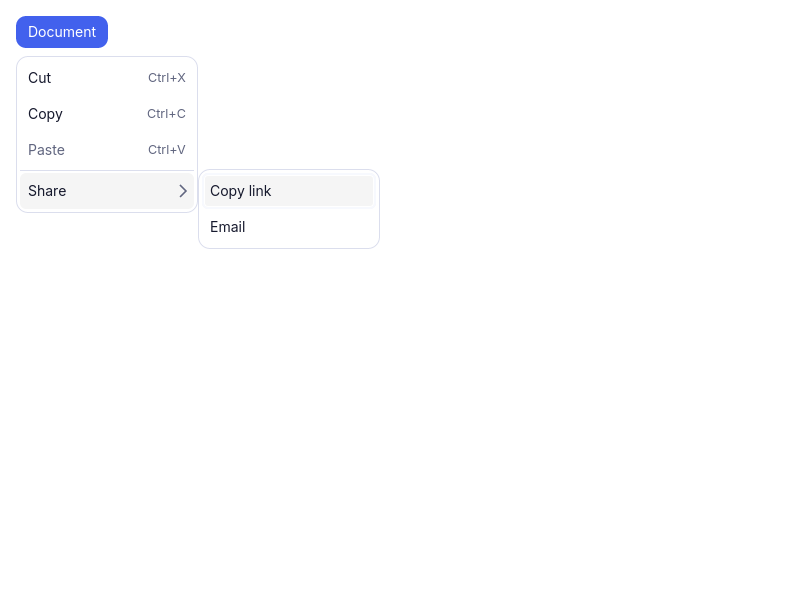 Document
Cut Ctrl+X
Copy Ctrl+C
Paste Ctrl+V
Share
Copy link
Email